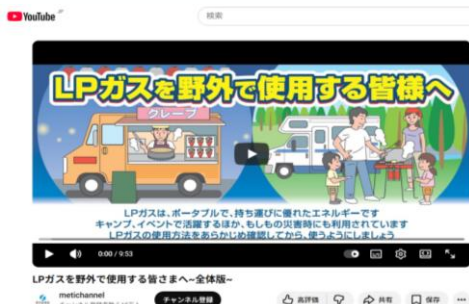 YouTube JP
検索
LPガスを野外で使用する皆様へ
クレープ
LPガスは、ポータブルで、持ち運びに優れたエネルギーです
キャンプ、イベントで活躍するほか、もしもの災害時にも利用されています
LPガスの使用方法をあらかじめ確認してから、使うようにしましょう
0:00 / 9:53
LPガスを野外で使用する皆さまへ~全体版~
metichannel
チャンネル登録
高評価
共有
保存